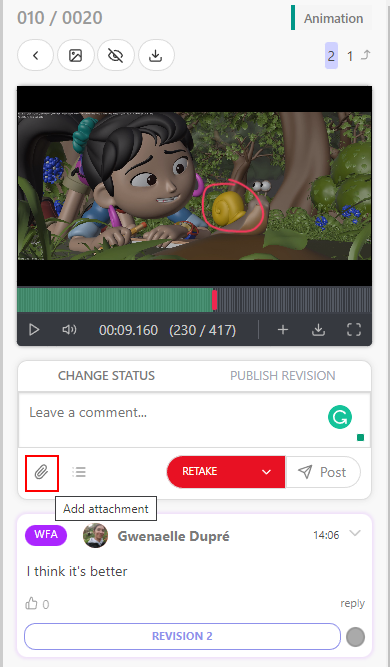 010 / 0020
Animation
2 1
00:09.160 (230 / 417)
CHANGE STATUS PUBLISH REVISION
Leave a comment...
RETAKE
Post
Add attachment
WFA Gwenaelle Dupré 14:06
I think it's better
0 reply
REVISION 2